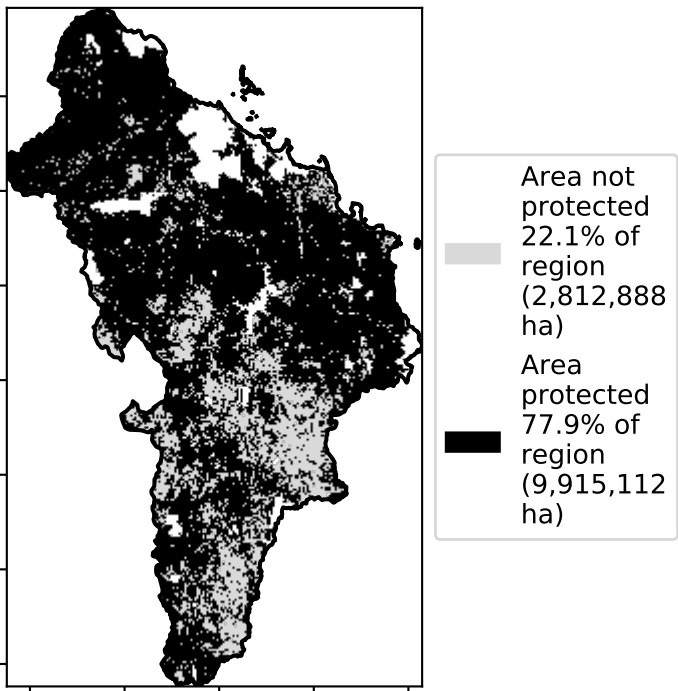 Area not
protected
22.1% of
region
(2,812,888
ha)
Area
protected
77.9% of
region
(9,915,112
ha)